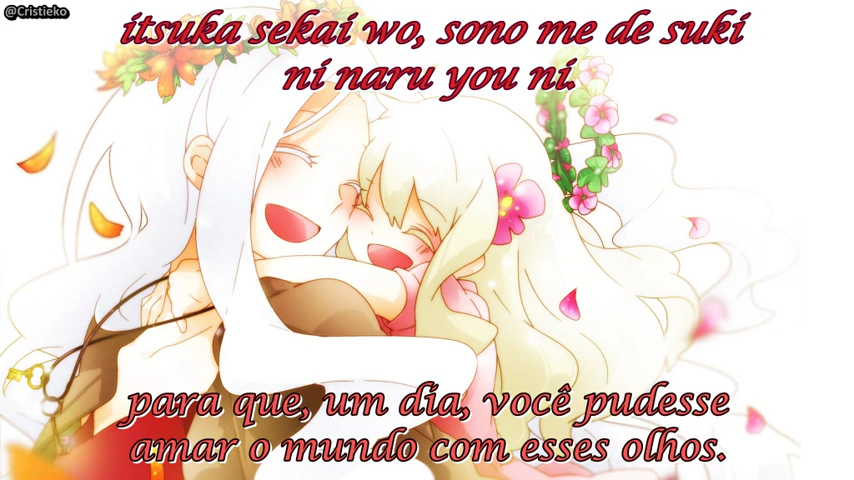 @Cristieko
itsuka sekai wo, sono me de suki
ni naru you ni.
para que, um dia, você pudesse
amar o mundo com esses olhos.